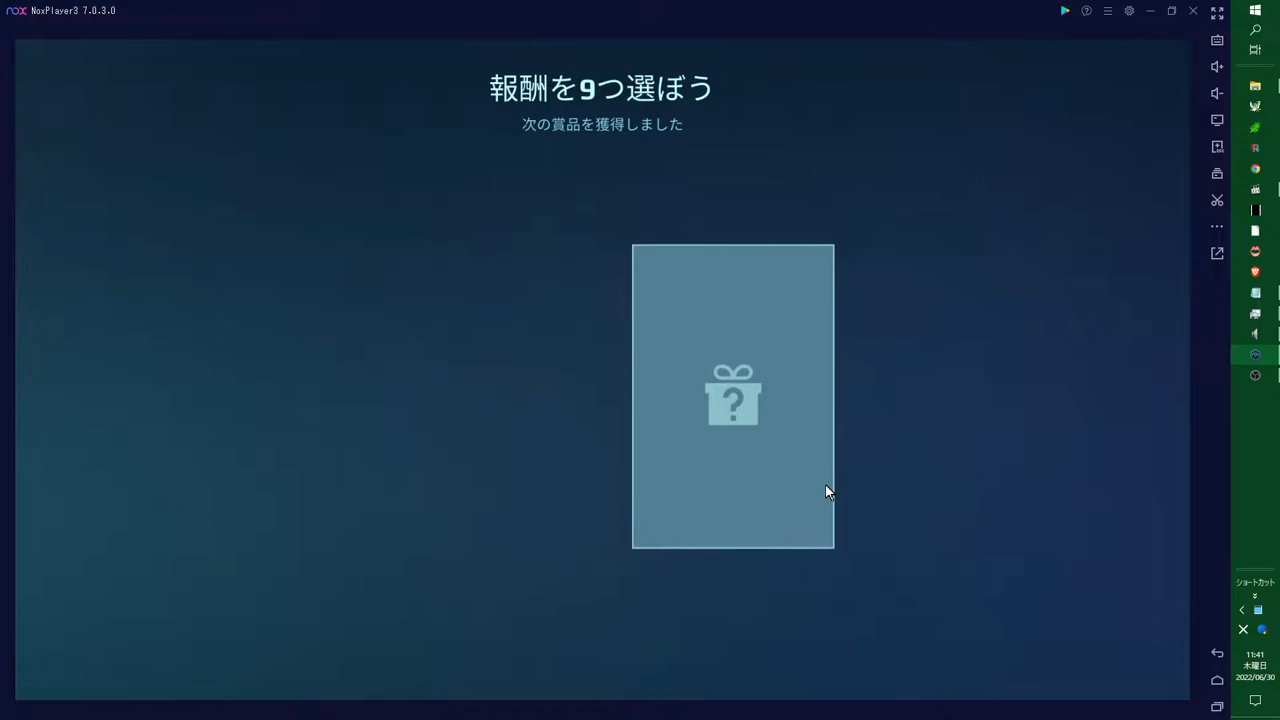 nox NoxPlayer3 7.0.3.0
報酬を9つ選ぼう
次の賞品を獲得しました
?
ショートカット
11:41
木曜日
2022/06/30